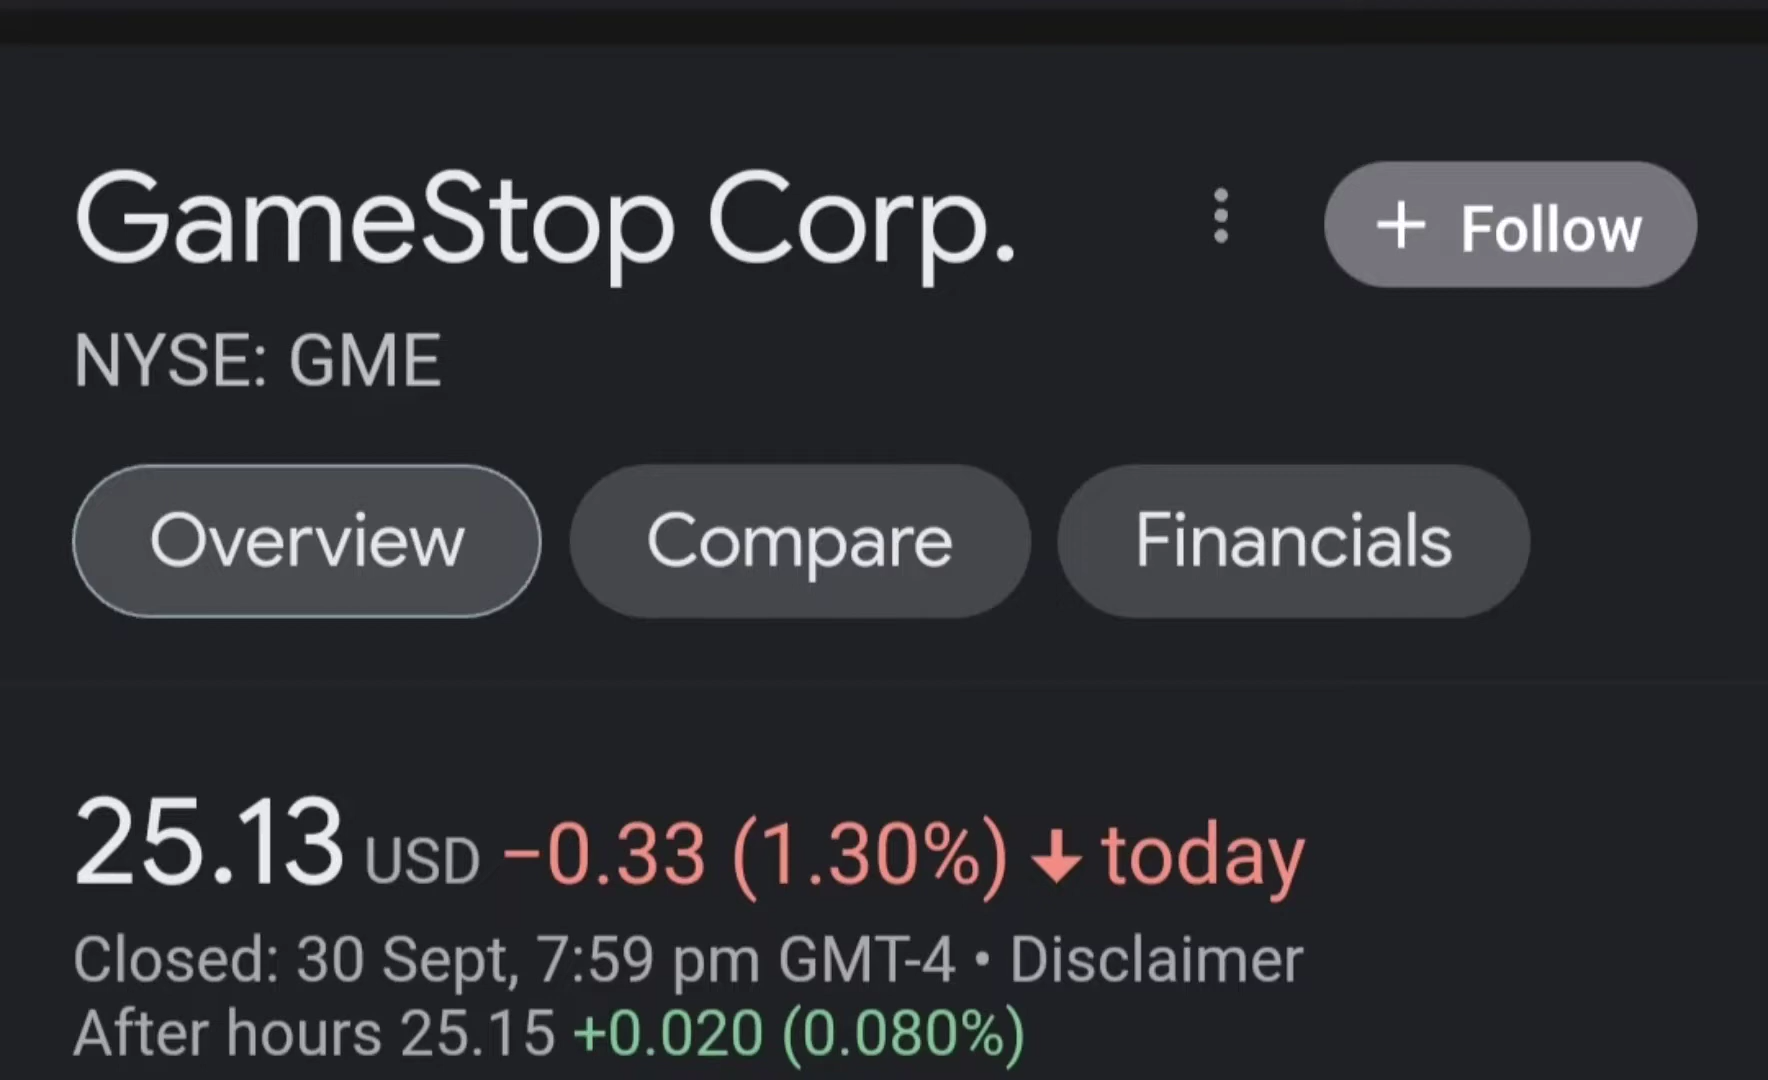 GameStop Corp.
+ Follow
NYSE: GME
Overview Compare Financials
25.13 USD −0.33 (1.30%) ↓ today
Closed: 30 Sept, 7:59 pm GMT-4 • Disclaimer
After hours 25.15 +0.020 (0.080%)